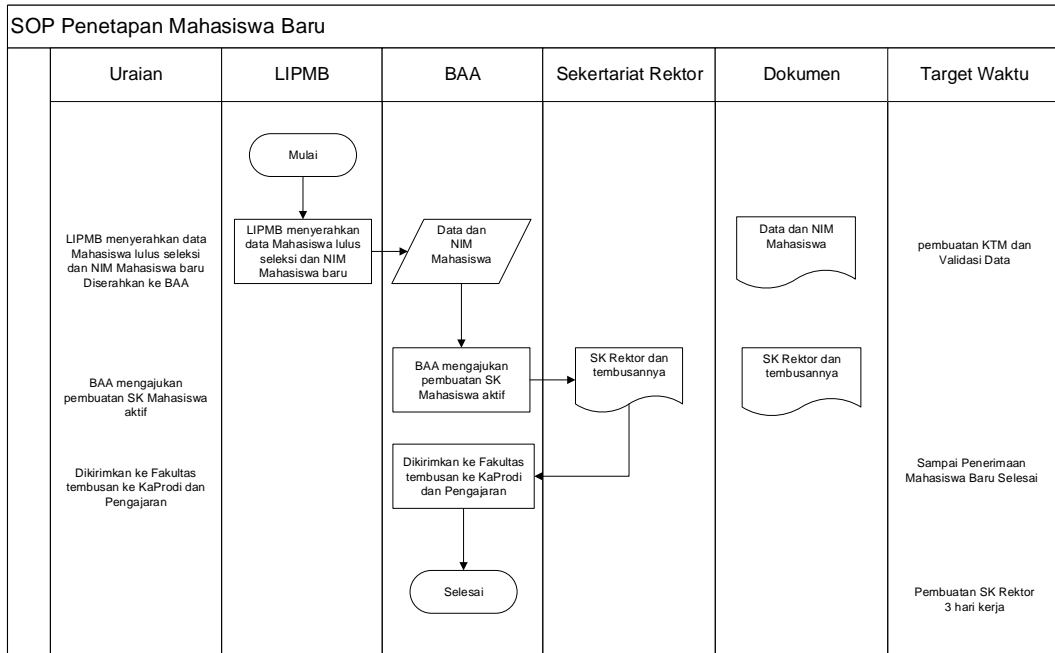 SOP Penetapan Mahasiswa Baru
Uraian
LIPMB
BAA
Sekertariat Rektor
Dokumen
Target Waktu
Mulai
LIPMB menyerahkan data
Mahasiswa lulus seleksi
dan NIM Mahasiswa baru
Diserahkan ke BAA
LIPMB menyerahkan
data Mahasiswa lulus
seleksi dan NIM
Mahasiswa baru
Data dan
NIM
Mahasiswa
Data dan NIM
Mahasiswa
pembuatan KTM dan
Validasi Data
BAA mengajukan
pembuatan SK Mahasiswa
aktif
BAA mengajukan
pembuatan SK
Mahasiswa aktif
SK Rektor dan
tembusannya
SK Rektor dan
tembusannya
Dikirimkan ke Fakultas
tembusan ke KaProdi dan
Pengajaran
Dikirimkan ke Fakultas
tembusan ke KaProdi
dan Pengajaran
Sampai Penerimaan
Mahasiswa Baru Selesai
Selesai
Pembuatan SK Rektor
3 hari kerja